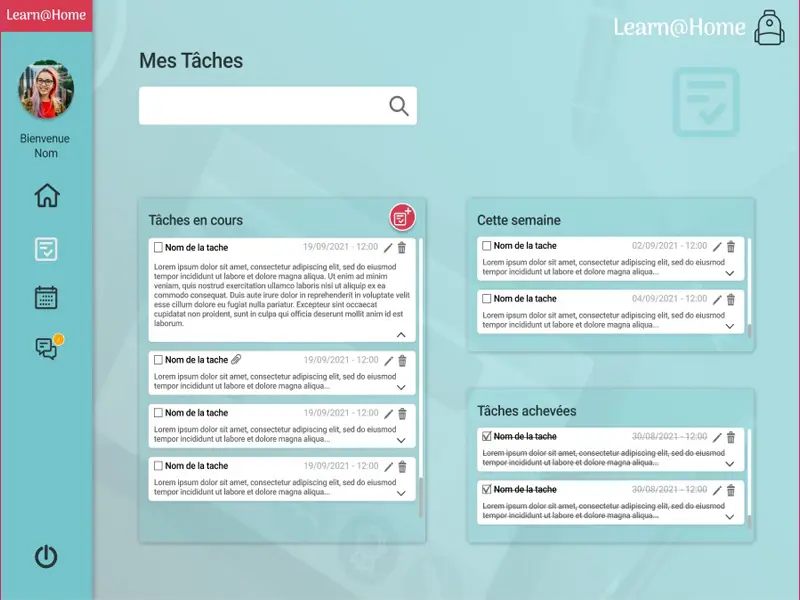 Learn@Home
Learn@Home
Bienvenue
Nom
Mes Tâches
Tâches en cours
Nom de la tache
19/09/2021 - 12:00
Lorem ipsum dolor sit amet, consectetur adipiscing elit, sed do eiusmod
tempor incididunt ut labore et dolore magna aliqua. Ut enim ad minim
veniam, quis nostrud exercitation ullamco laboris nisi ut aliquip ex ea
commodo consequat. Duis aute irure dolor in reprehenderit in voluptate velit
esse cillum dolore eu fugiat nulla pariatur. Excepteur sint occaecat
cupidatat non proident, sunt in culpa qui officia deserunt mollit anim id est
laborum.
Nom de la tache
19/09/2021 - 12:00
Lorem ipsum dolor sit amet, consectetur adipiscing elit, sed do eiusmod
tempor incididunt ut labore et dolore magna aliqua...
Nom de la tache
19/09/2021 - 12:00
Lorem ipsum dolor sit amet, consectetur adipiscing elit, sed do eiusmod
tempor incididunt ut labore et dolore magna aliqua...
Nom de la tache
19/09/2021 - 12:00
Lorem ipsum dolor sit amet, consectetur adipiscing elit, sed do eiusmod
tempor incididunt ut labore et dolore magna aliqua...
Cette semaine
Nom de la tache
02/09/2021 - 12:00
Lorem ipsum dolor sit amet, consectetur adipiscing elit, sed do eiusmod
tempor incididunt ut labore et dolore magna aliqua...
Nom de la tache
04/09/2021 - 12:00
Lorem ipsum dolor sit amet, consectetur adipiscing elit, sed do eiusmod
tempor incididunt ut labore et dolore magna aliqua...
Tâches achevées
Nom de la tache
30/08/2021 - 12:00
Lorem ipsum dolor sit amet, consectetur adipiscing elit, sed do eiusmod
tempor incididunt ut labore et dolore magna aliqua...
Nom de la tache
30/08/2021 - 12:00
Lorem ipsum dolor sit amet, consectetur adipiscing elit, sed do eiusmod
tempor incididunt ut labore et dolore magna aliqua...